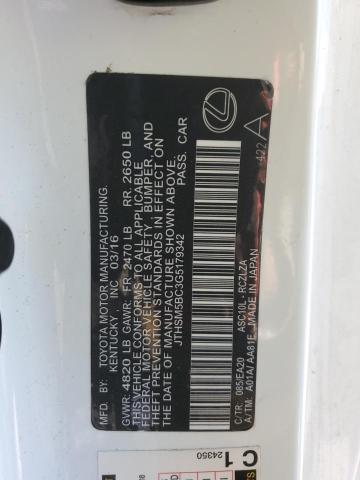 MFD. BY: TOYOTA MOTOR MANUFACTURING.
KENTUCKY, INC. 03/16
GVWR: 4820 LB GAWR: FR. 2470 LB RR. 2650 LB
THIS VEHICLE CONFORMS TO ALL APPLICABLE
FEDERAL MOTOR VEHICLE SAFETY, BUMPER, AND
THEFT PREVENTION STANDARDS IN EFFECT ON
THE DATE OF MANUFACTURE SHOWN ABOVE.
JTHSM5BC3G5179342 PASS. CAR
C/TR: 085/EA20 ASC10L-RCZLZA 422 A
A/TM: A01A/ AA81E MADE IN JAPAN
C 1
24350